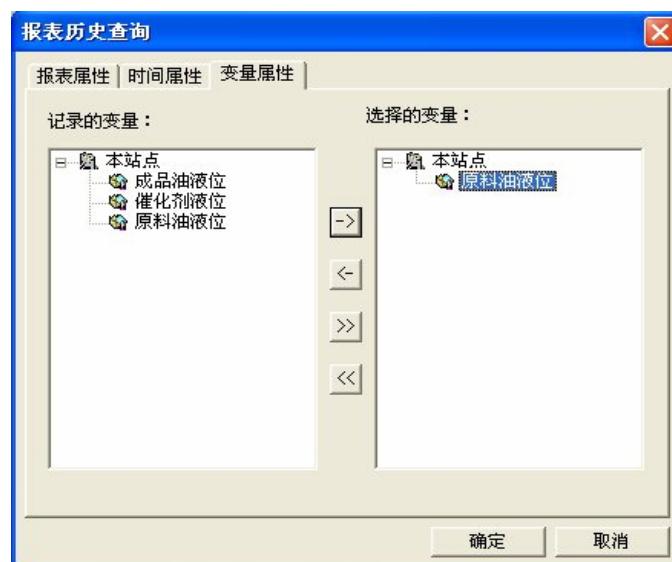 报表历史查询
报表属性 时间属性 变量属性
记录的变量： 选择的变量：
本站点
成品油液位
催化剂液位
原料油液位
本站点
原料油液位
->
<-
>>
<<
确定 取消